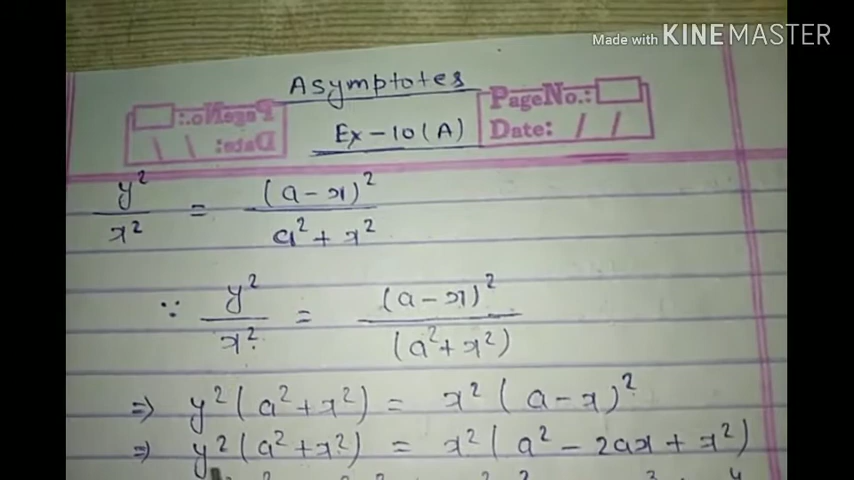 Made with KINEMASTER
Asymptotes
PageNo.:
Date: / /
Ex-10(A)
y²/x² = (a-x)²/a²+x²
∵ y²/x² = (a-x)²/(a²+x²)
⇒ y²(a²+x²) = x²(a-x)²
⇒ y²(a²+x²) = x²(a²-2ax+x²)